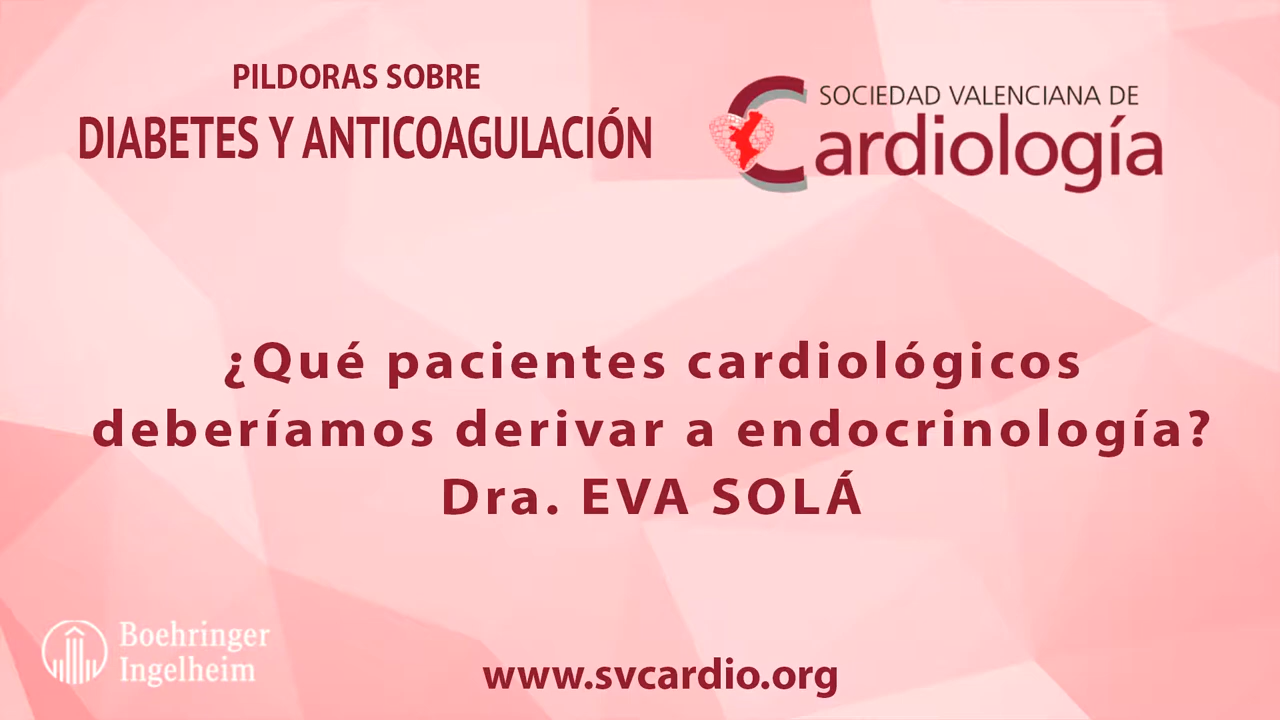 PILDORAS SOBRE
DIABETES Y ANTICOAGULACIÓN
SOCIEDAD VALENCIANA DE
Cardiología
¿Qué pacientes cardiológicos
deberíamos derivar a endocrinología?
Dra. EVA SOLÁ
Boehringer
Ingelheim
www.svcardio.org